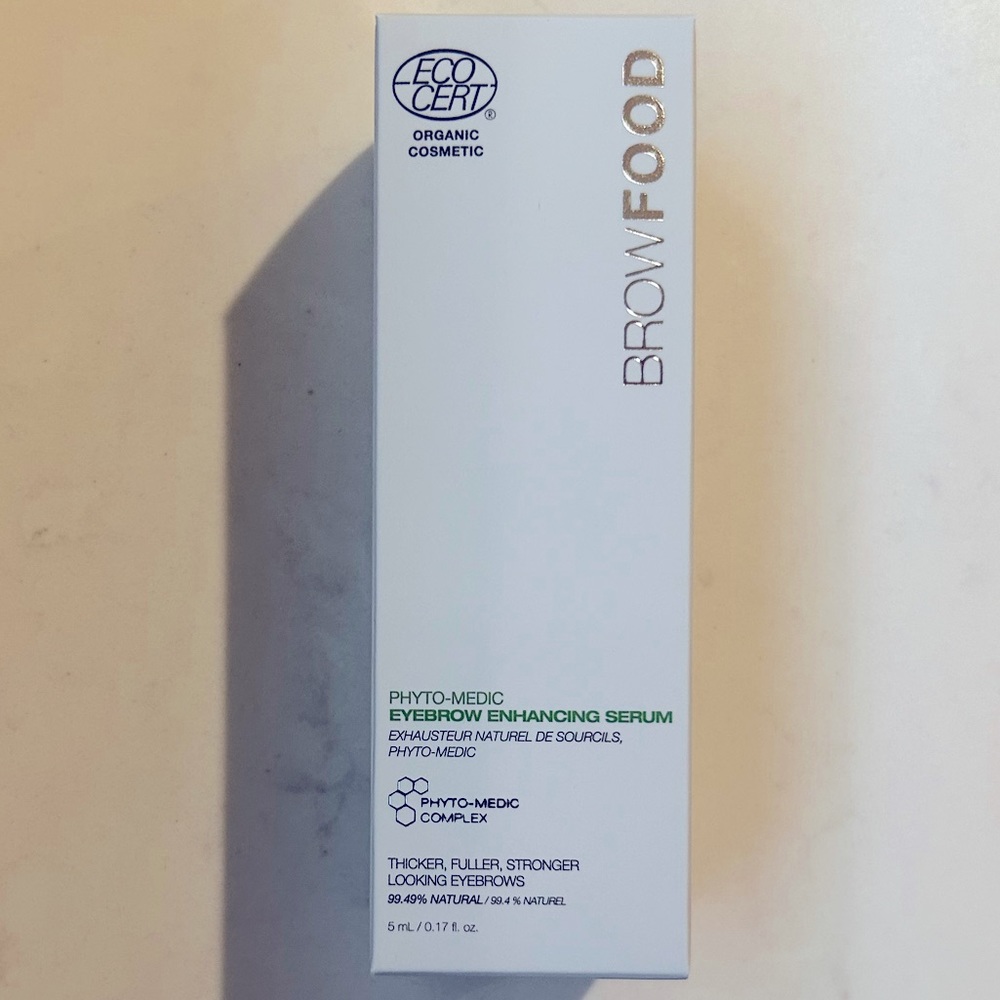 ECO
CERT®
ORGANIC
COSMETIC
BROWFOOD
PHYTO-MEDIC
EYEBROW ENHANCING SERUM
EXHAUSTEUR NATUREL DE SOURCILS,
PHYTO-MEDIC
PHYTO-MEDIC
COMPLEX
THICKER, FULLER, STRONGER
LOOKING EYEBROWS
99.49% NATURAL / 99.4 % NATUREL
5 mL / 0.17 fl. oz.